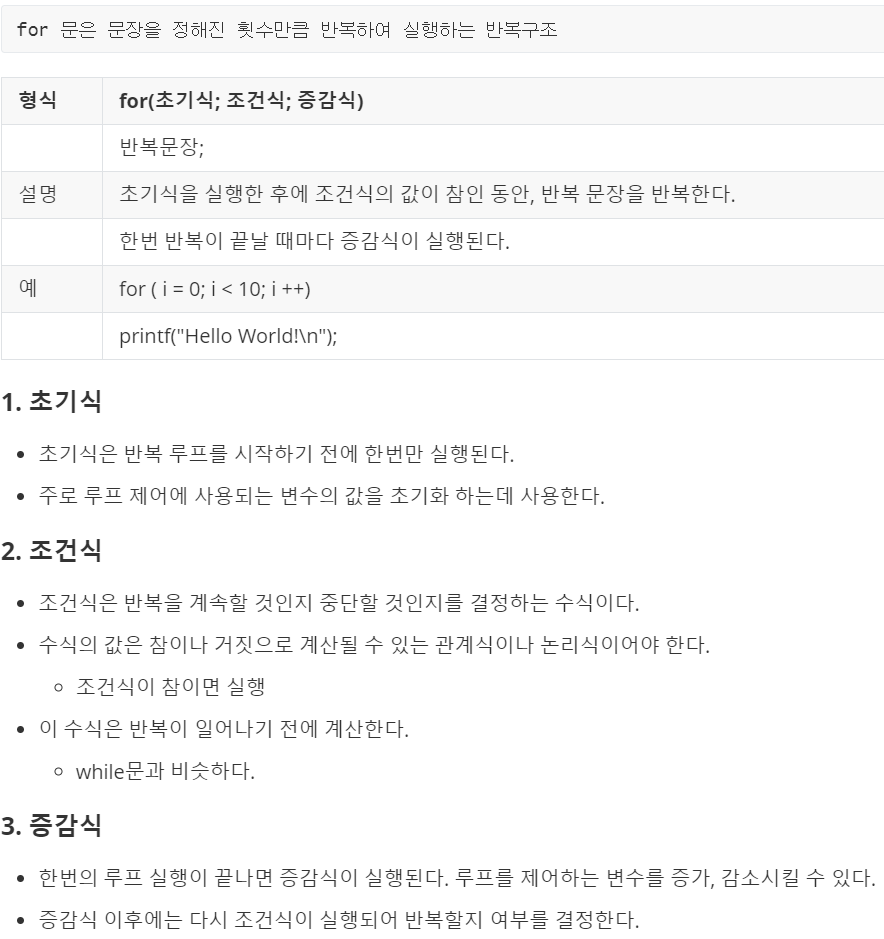 for 문은 문장을 정해진 횟수만큼 반복하여 실행하는 반복구조
형식 for(초기식; 조건식; 증감식)
반복문장;
설명 초기식을 실행한 후에 조건식의 값이 참인 동안, 반복 문장을 반복한다.
한번 반복이 끝날 때마다 증감식이 실행된다.
예 for ( i = 0; i < 10; i ++)
printf("Hello World!\n");
1. 초기식
• 초기식은 반복 루프를 시작하기 전에 한번만 실행된다.
• 주로 루프 제어에 사용되는 변수의 값을 초기화 하는데 사용한다.
2. 조건식
• 조건식은 반복을 계속할 것인지 중단할 것인지를 결정하는 수식이다.
• 수식의 값은 참이나 거짓으로 계산될 수 있는 관계식이나 논리식이어야 한다.
◦ 조건식이 참이면 실행
• 이 수식은 반복이 일어나기 전에 계산한다.
◦ while문과 비슷하다.
3. 증감식
• 한번의 루프 실행이 끝나면 증감식이 실행된다. 루프를 제어하는 변수를 증가, 감소시킬 수 있다.
• 증감식 이후에는 다시 조건식이 실행되어 반복할지 여부를 결정한다.